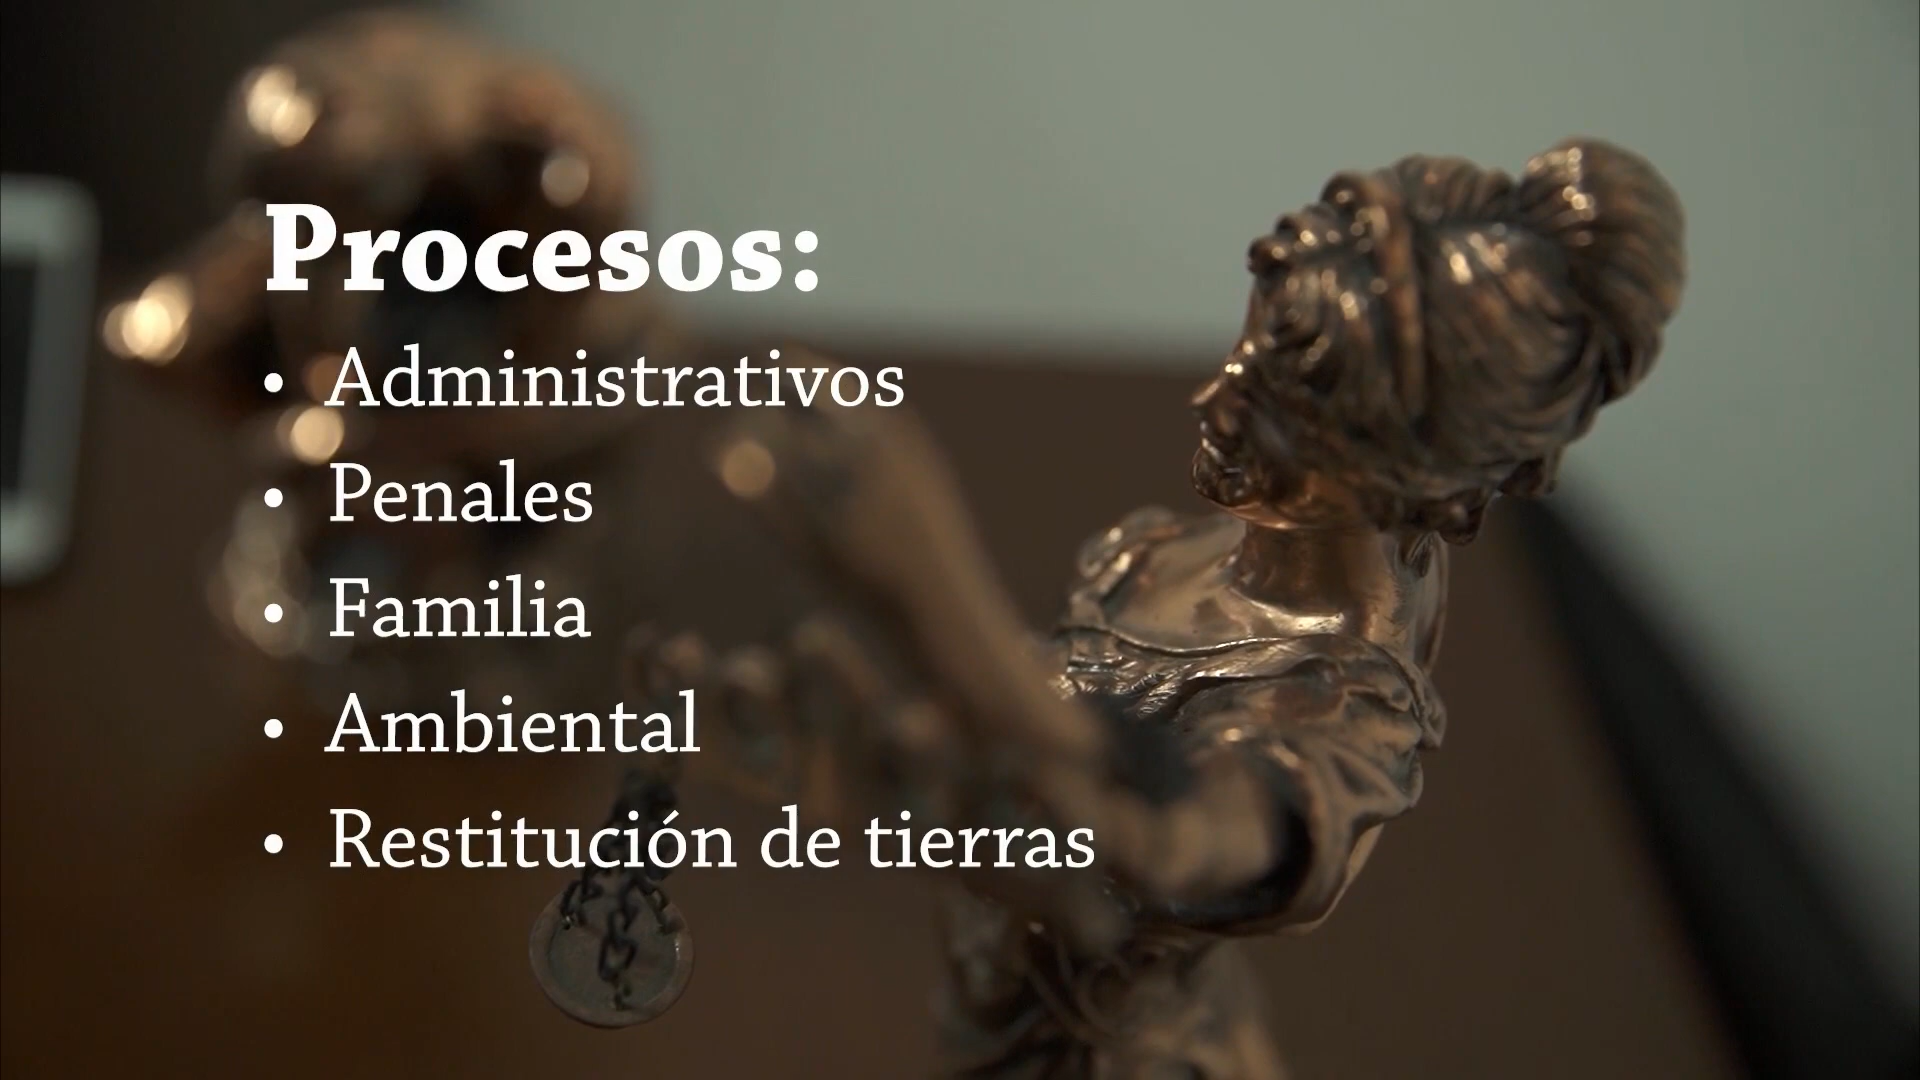 Procesos:
• Administrativos
• Penales
• Familia
• Ambiental
• Restitución de tierras